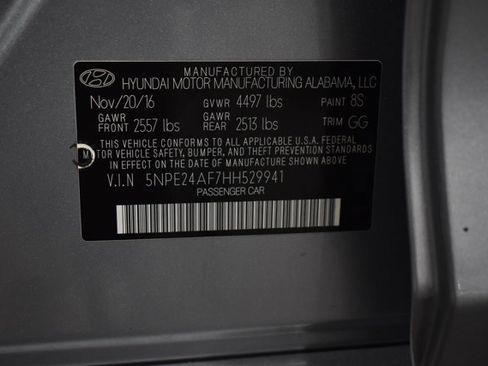 MANUFACTURED BY
HYUNDAI MOTOR MANUFACTURING ALABAMA, LLC
Nov/20/16 GVWR 4497 lbs PAINT 8S
GAWR FRONT 2557 lbs GAWR REAR 2513 lbs TRIM GG
THIS VEHICLE CONFORMS TO ALL APPLICABLE U.S.A. FEDERAL
MOTOR VEHICLE SAFETY, BUMPER, AND THEFT PREVENTION STANDARDS
IN EFFECT ON THE DATE OF MANUFACTURE SHOWN ABOVE.
V.I.N 5NPE24AF7HH529941
PASSENGER CAR